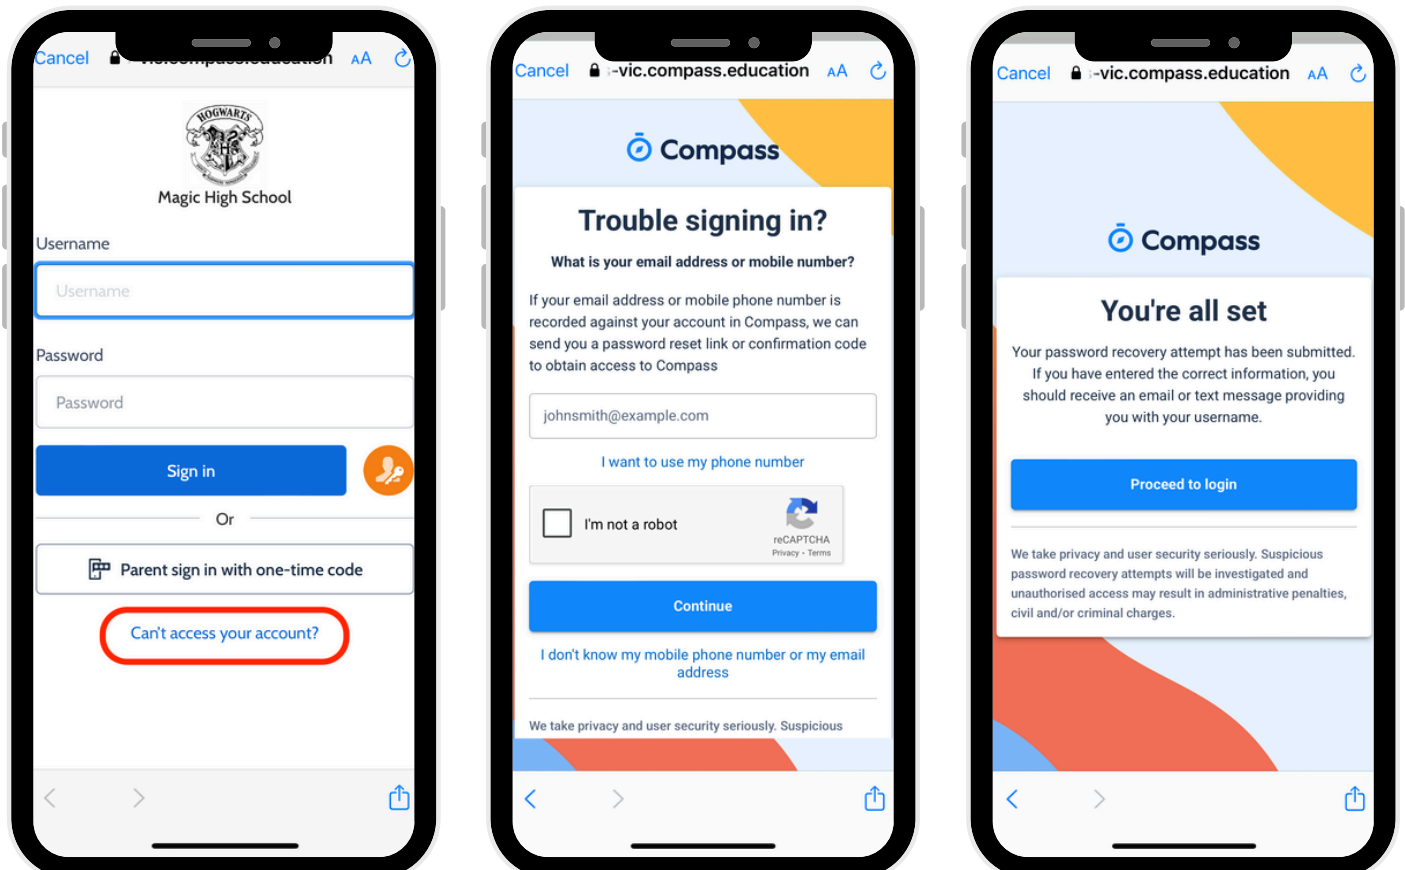 Cancel
AA
HOGWARTS
Magic High School
Username
Username
Password
Password
Sign in
Or
Parent sign in with one-time code
Can't access your account?
Cancel
-vic.compass.education
AA
Compass
Trouble signing in?
What is your email address or mobile number?
If your email address or mobile phone number is
recorded against your account in Compass, we can
send you a password reset link or confirmation code
to obtain access to Compass
johnsmith@example.com
I want to use my phone number
I'm not a robot
reCAPTCHA
Privacy - Terms
Continue
I don't know my mobile phone number or my email
address
We take privacy and user security seriously. Suspicious
Cancel
-vic.compass.education
AA
Compass
You're all set
Your password recovery attempt has been submitted.
If you have entered the correct information, you
should receive an email or text message providing
you with your username.
Proceed to login
We take privacy and user security seriously. Suspicious
password recovery attempts will be investigated and
unauthorised access may result in administrative penalties,
civil and/or criminal charges.